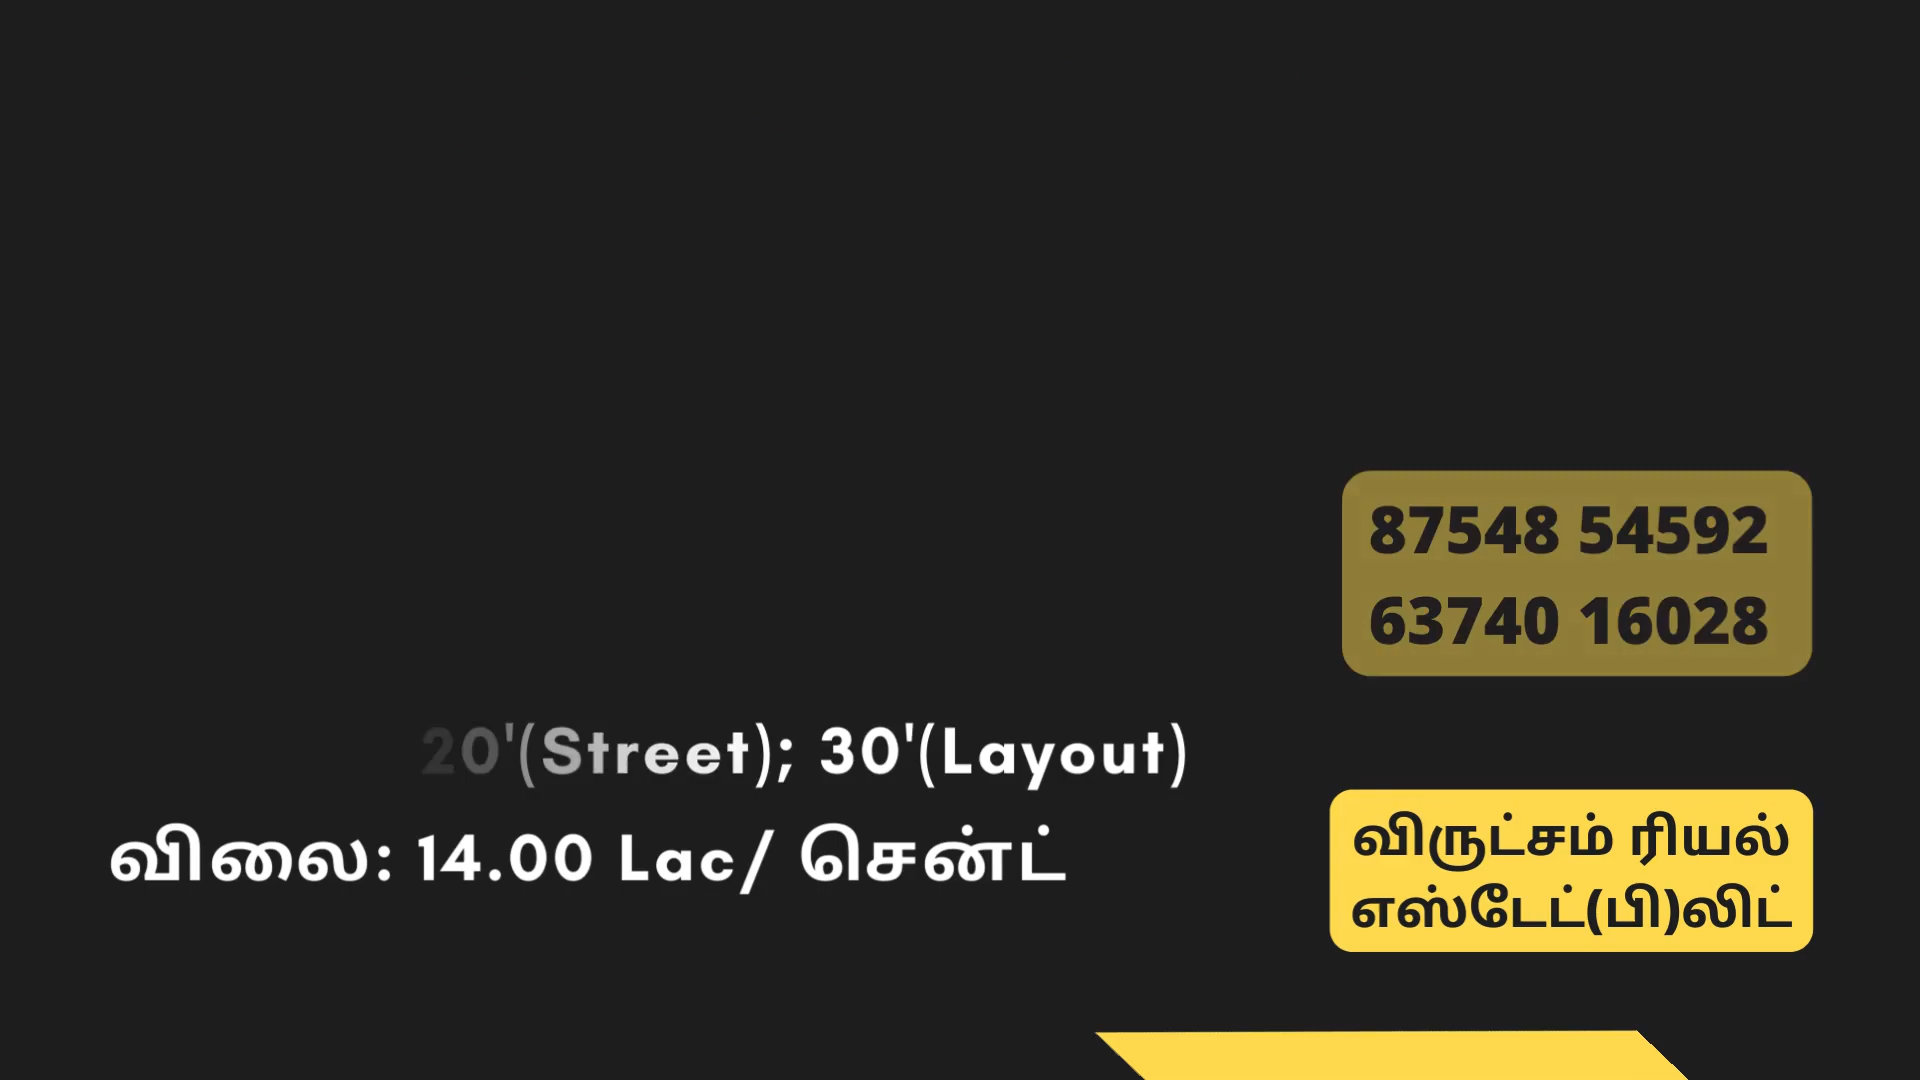 87548 54592
63740 16028
20'(Street); 30'(Layout)
விலை: 14.00 Lac/ சென்ட்
விருட்சம் ரியல்
எஸ்டேட்(பி)லிட்